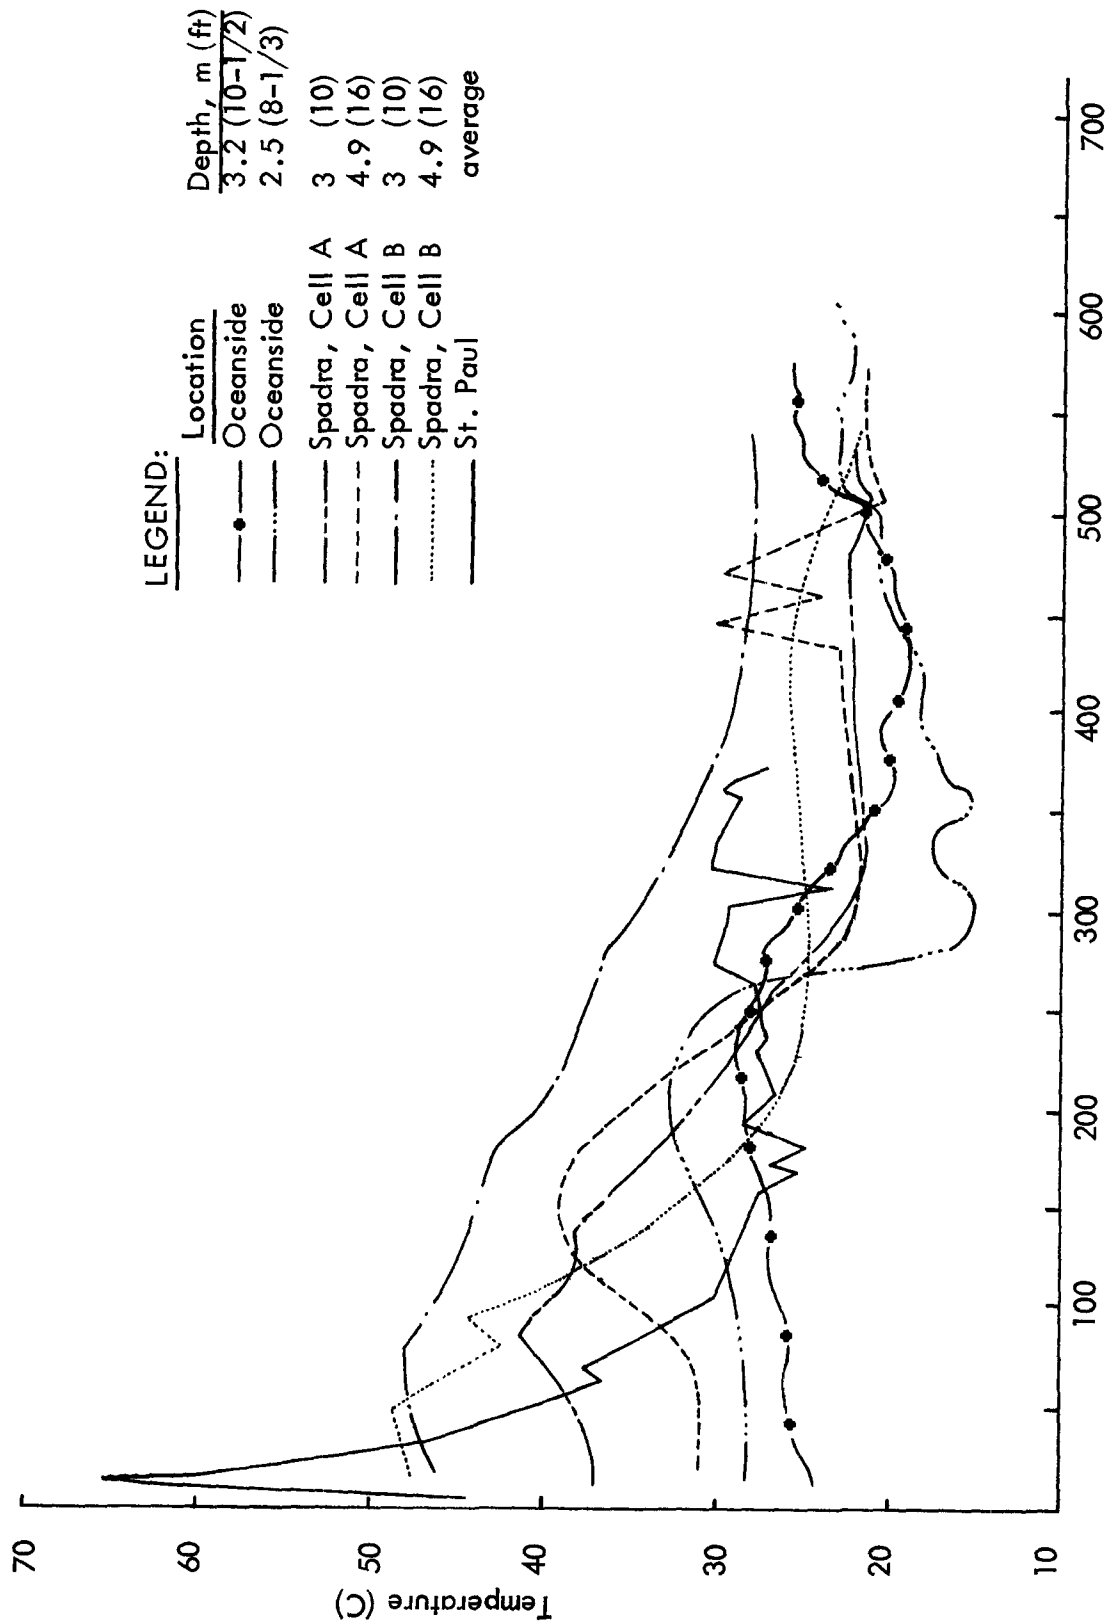 LEGEND:
Location Depth, m (ft)
Oceanside 3.2 (10-1/2)
Oceanside 2.5 (8-1/3)
Spadra, Cell A 3 (10)
Spadra, Cell A 4.9 (16)
Spadra, Cell B 3 (10)
Spadra, Cell B 4.9 (16)
St. Paul average
Temperature (C)
70
60
50
40
30
20
10
100 200 300 400 500 600 700